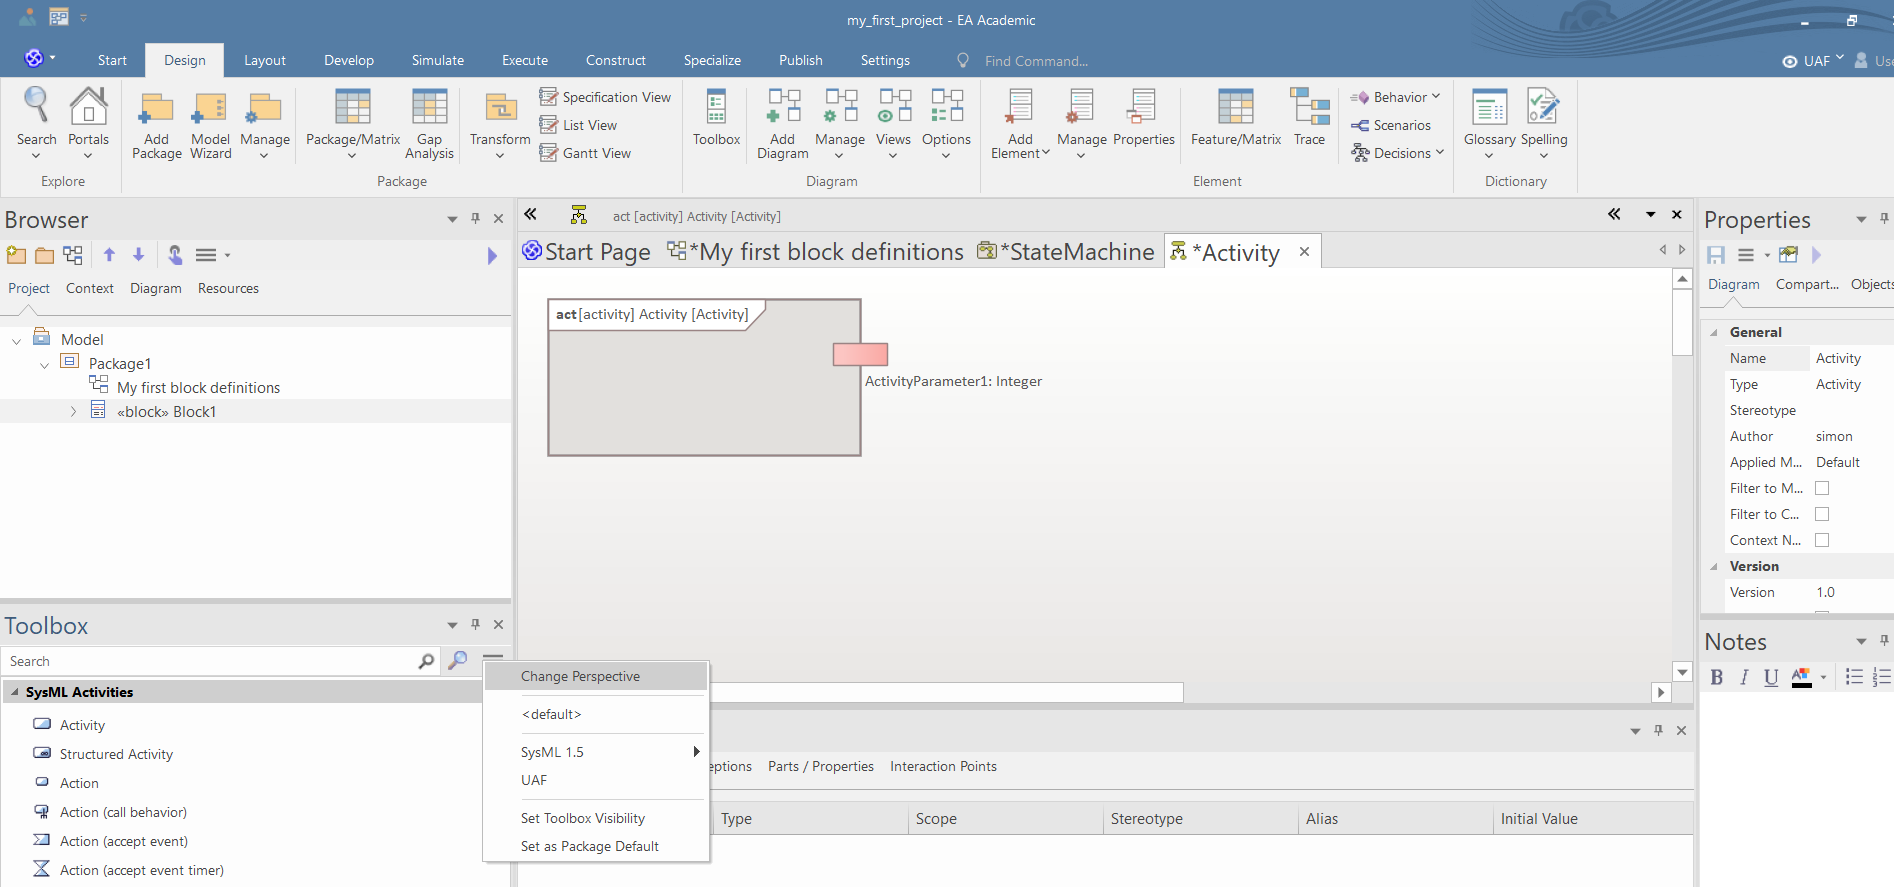 my_first_project - EA Academic
Start Design Layout Develop Simulate Execute Construct Specialize Publish Settings Find Command... UAF Use
Search Portals
Explore
Add Package Model Wizard Manage Package/Matrix Gap Analysis Transform
Specification View
List View
Gantt View
Package
Toolbox Add Diagram Manage Views Options
Diagram
Add Element Manage Properties Feature/Matrix Trace
Behavior
Scenarios
Decisions
Element
Glossary Spelling
Dictionary
Browser
Project Context Diagram Resources
Model
Package1
My first block definitions
«block» Block1
Toolbox
Search
SysML Activities
Activity
Structured Activity
Action
Action (call behavior)
Action (accept event)
Action (accept event timer)
Change Perspective
<default>
SysML 1.5
UAF
Set Toolbox Visibility
Set as Package Default
act [activity] Activity [Activity]
Start Page *My first block definitions *StateMachine *Activity
act [activity] Activity [Activity]
ActivityParameter1: Integer
eptions Parts / Properties Interaction Points
Type Scope Stereotype Alias Initial Value
Properties
Diagram Compart... Objects
General
Name Activity
Type Activity
Stereotype
Author simon
Applied M... Default
Filter to M...
Filter to C...
Context N...
Version
Version 1.0
Notes
B I U A